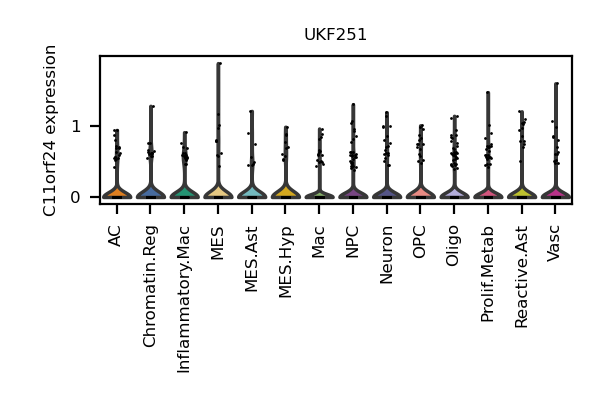 UKF251
C11orf24 expression
1
0
AC
Chromatin.Reg
Inflammatory.Mac
MES
MES.Ast
MES.Hyp
Mac
NPC
Neuron
OPC
Oligo
Prolif.Metab
Reactive.Ast
Vasc